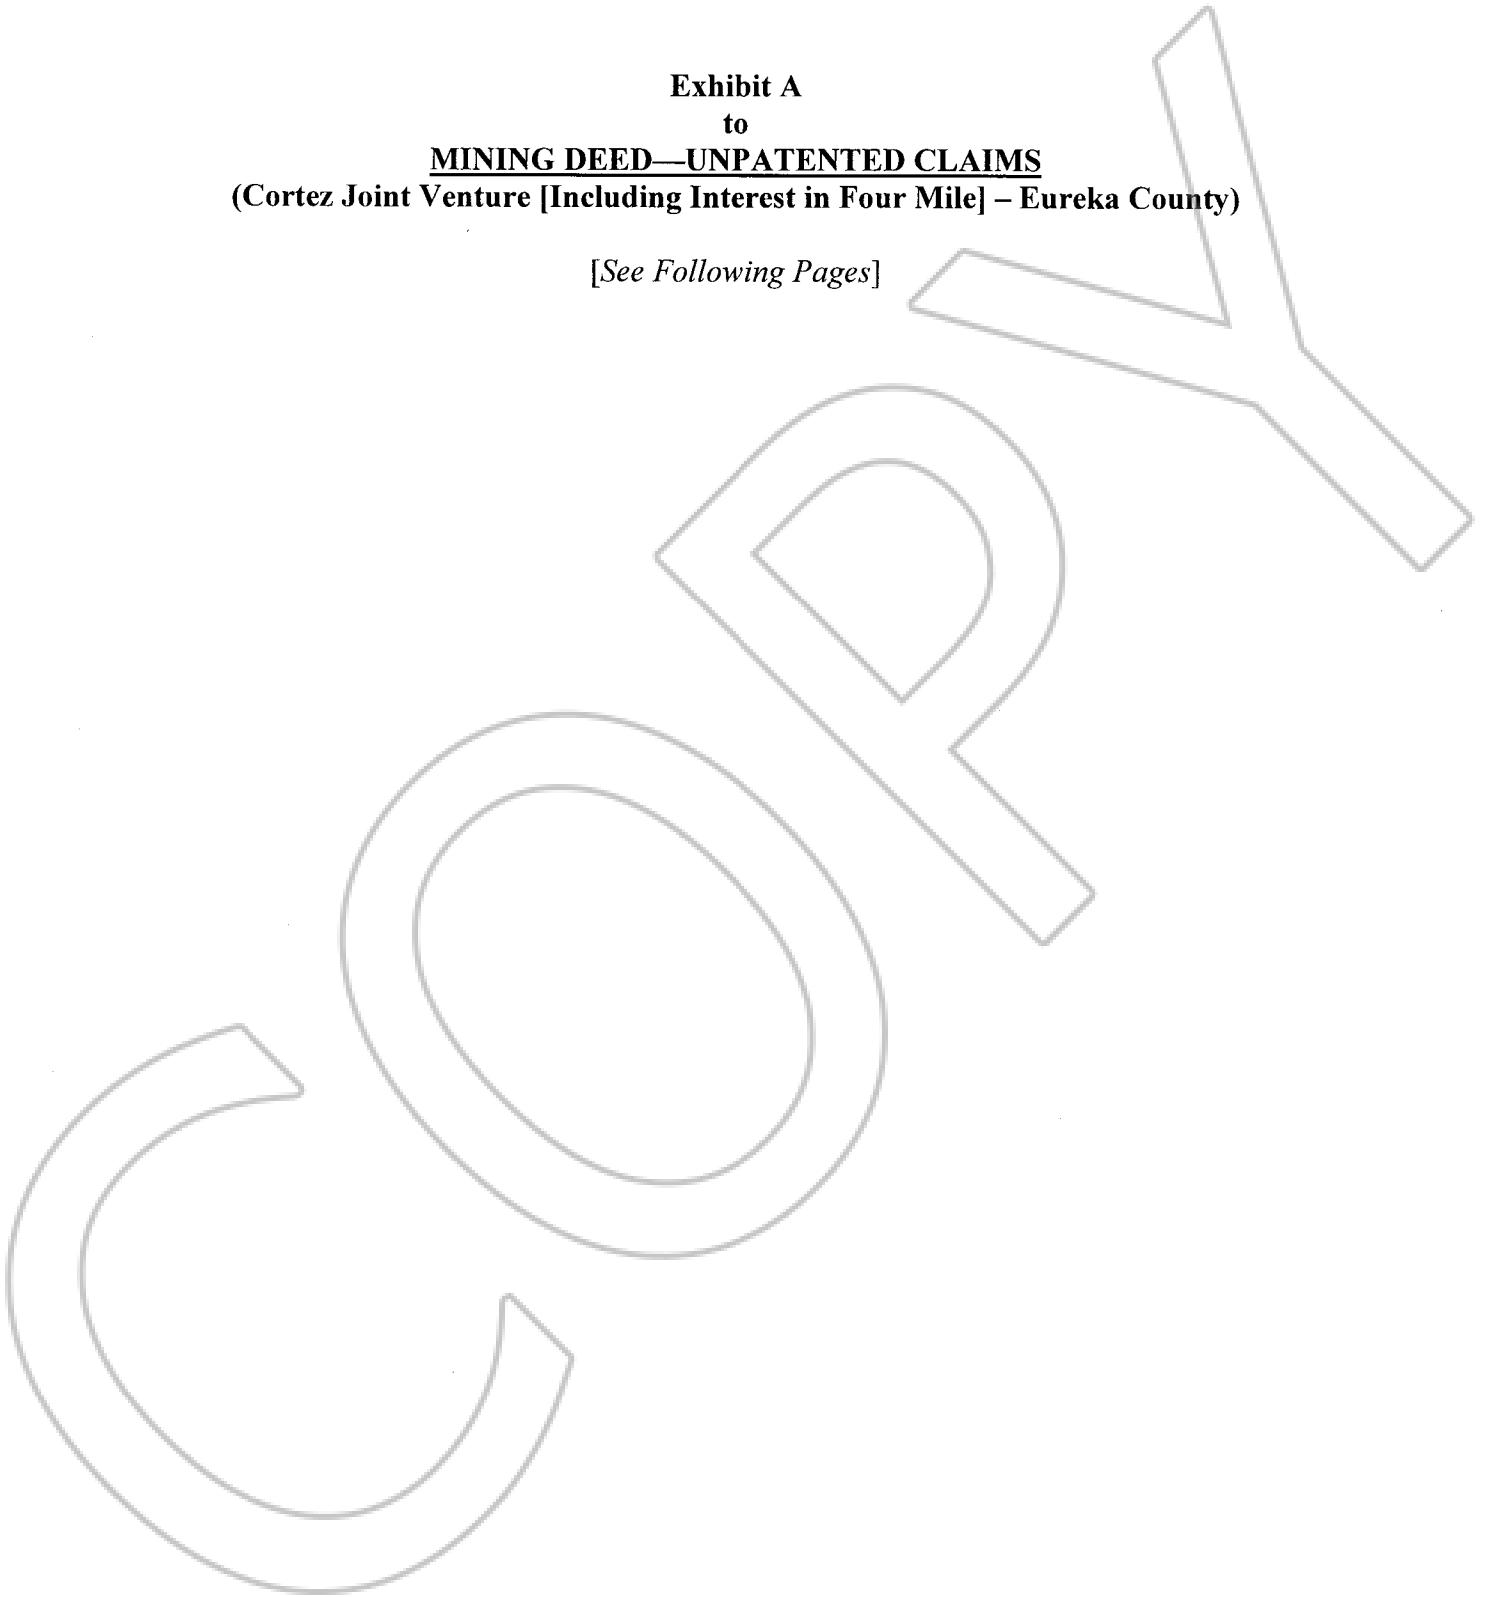 Exhibit A
to
MINING DEED—UNPATENTED CLAIMS
(Cortez Joint Venture [Including Interest in Four Mile] – Eureka County)
[See Following Pages]
COPY